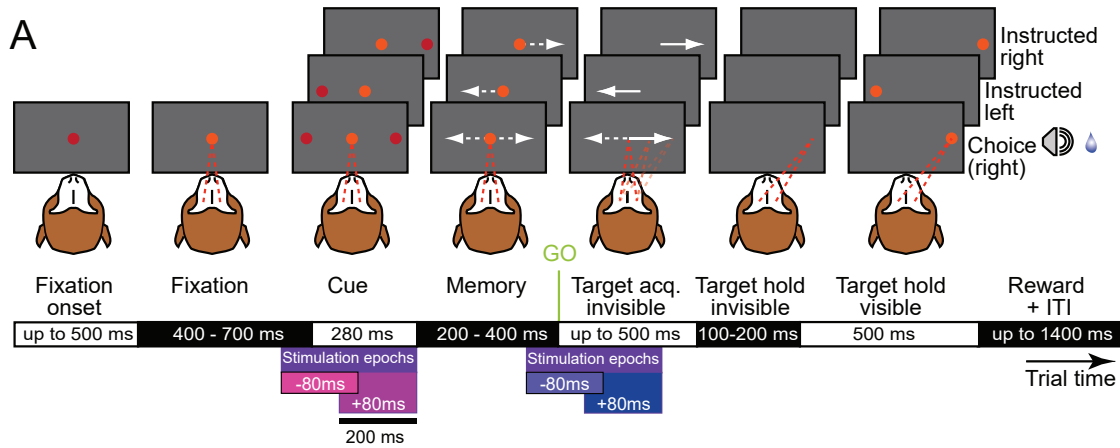 A
Instructed
right
Instructed
left
Choice
(right)
GO
Fixation
onset
Fixation
Cue
Memory
Target acq.
invisible
Target hold
invisible
Target hold
visible
Reward
+ ITI
up to 500 ms
400 - 700 ms
280 ms
200 - 400 ms
up to 500 ms
100-200 ms
500 ms
up to 1400 ms
Stimulation epochs
-80ms
+80ms
200 ms
Stimulation epochs
-80ms
+80ms
Trial time